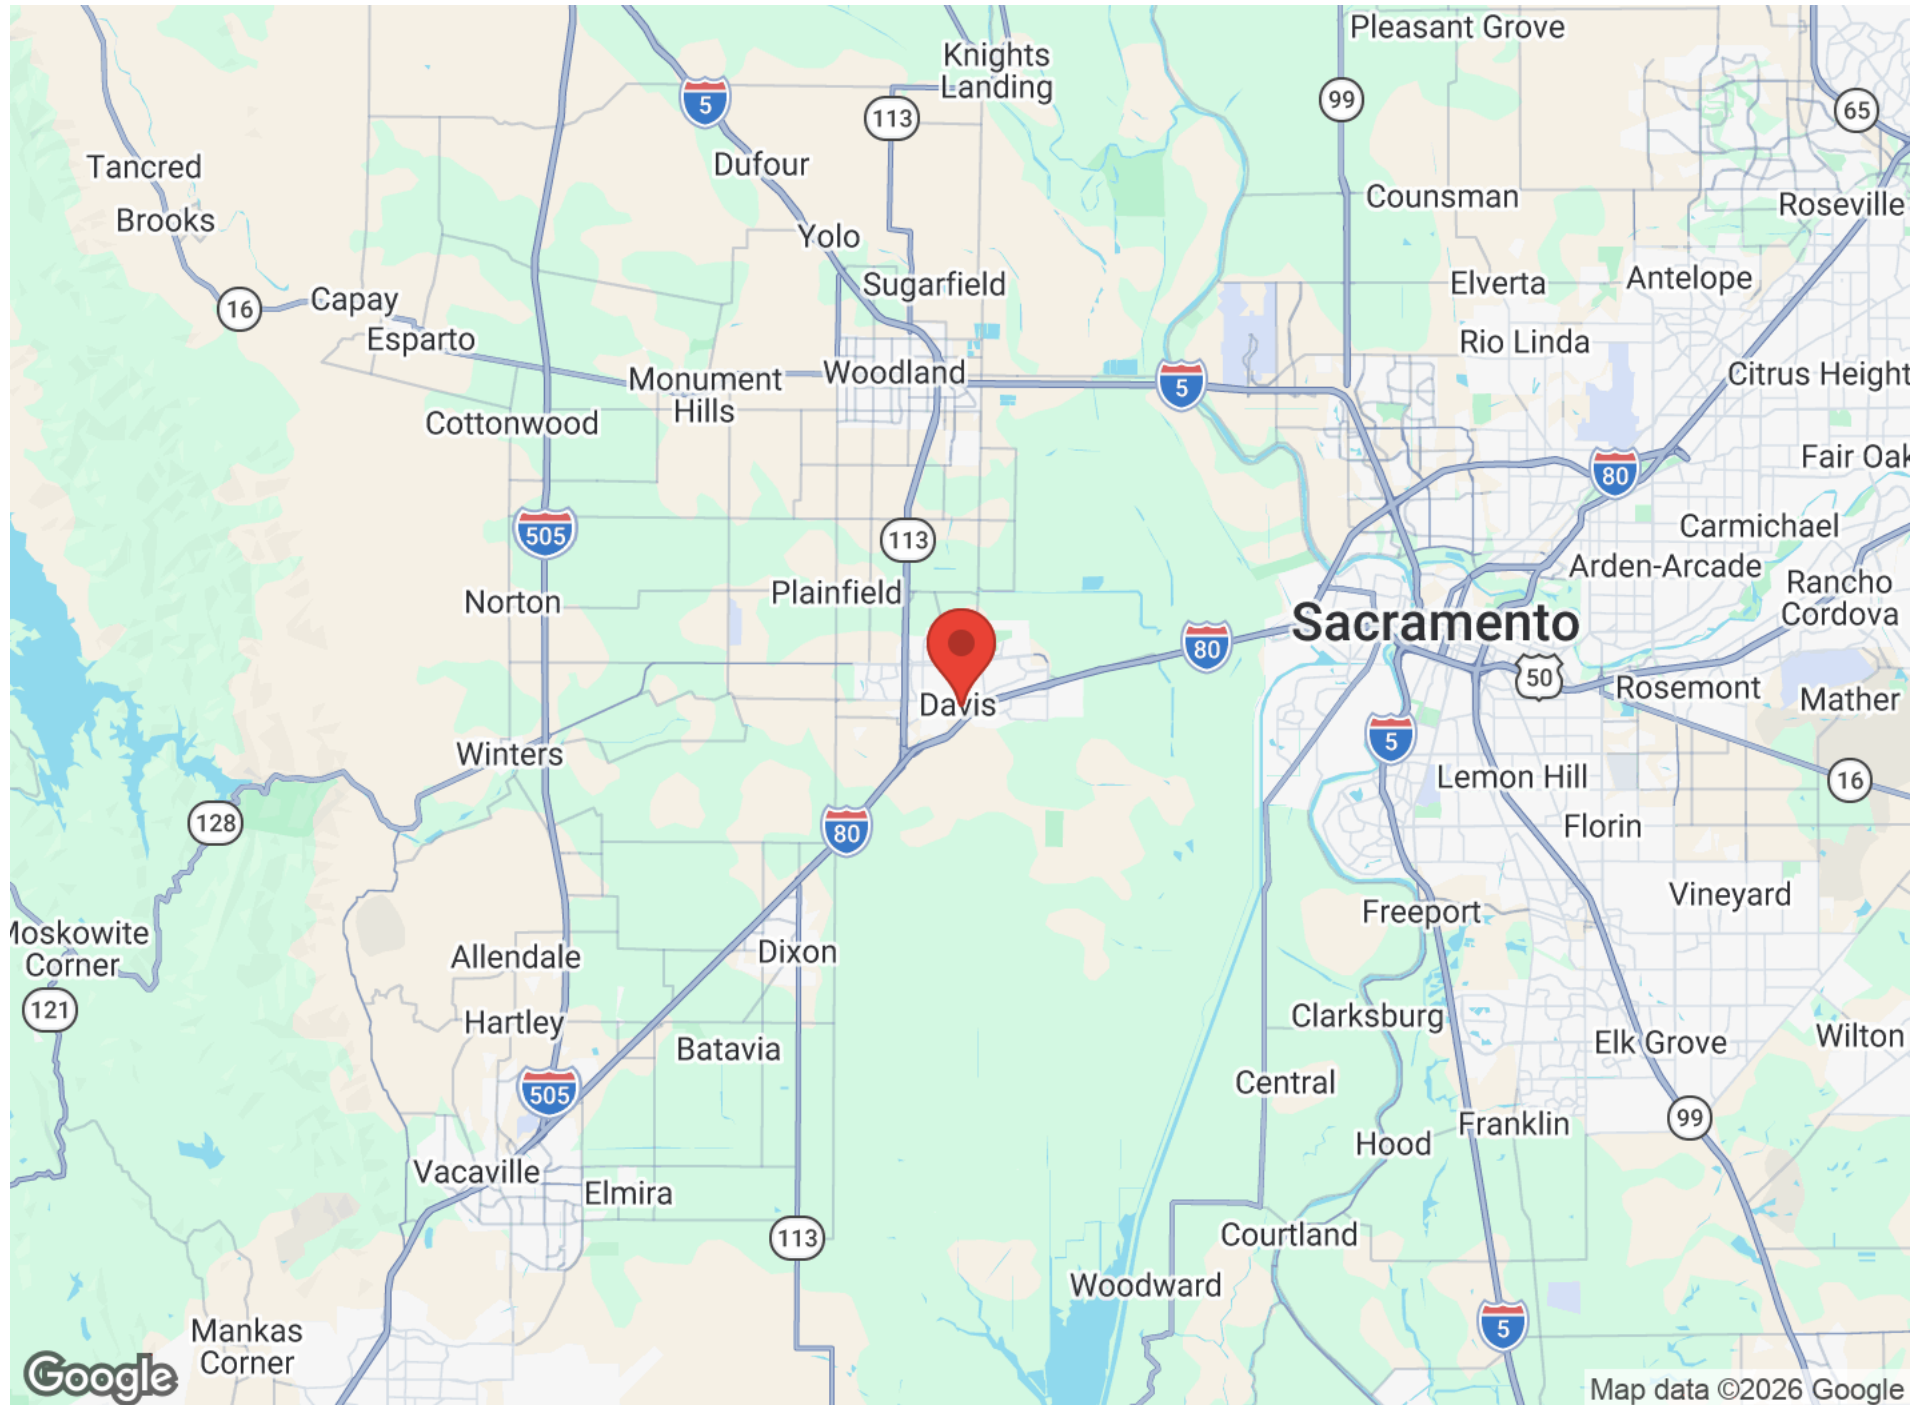 Pleasant Grove
Knights
Landing
5
113
99
65
Tancred
Dufour
Brooks
Counsman
Roseville
Yolo
Sugarfield
Elverta
Antelope
16
Capay
Esparto
Rio Linda
Woodland
Monument
Hills
5
Citrus Height
Cottonwood
Fair Oak
80
505
113
Carmichael
Arden-Arcade
Rancho
Cordova
Plainfield
Norton
Sacramento
80
50
Rosemont
Mather
Davis
5
Winters
Lemon Hill
16
128
80
Florin
Vineyard
Freeport
Moskowite
Corner
Allendale
Dixon
121
Hartley
Clarksburg
Batavia
Elk Grove
Wilton
505
Central
99
Franklin
Hood
Vacaville
Elmira
113
Courtland
Woodward
Mankas
Corner
5
Google
Map data ©2026 Google